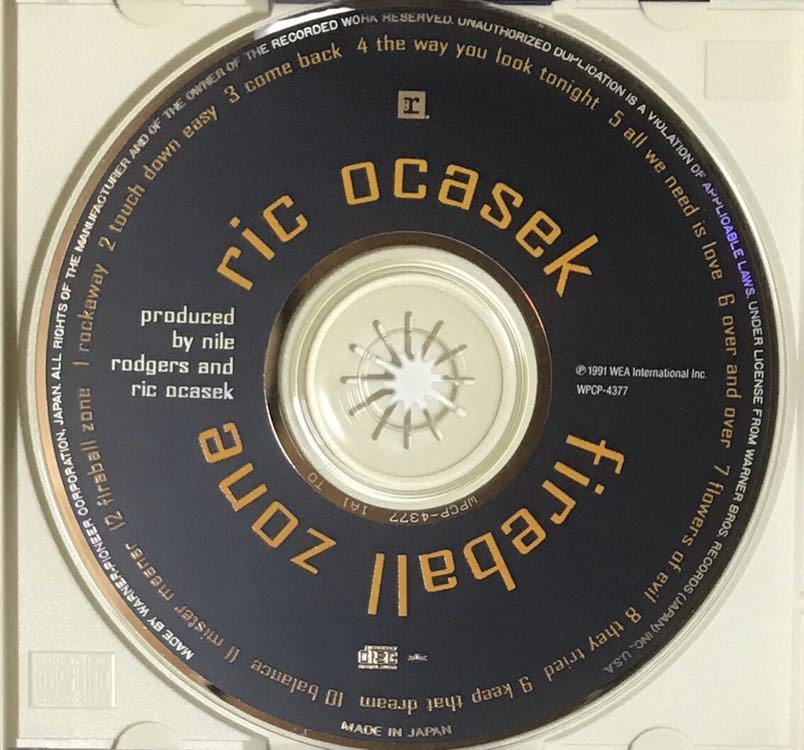 MADE BY WARNER-PIONEER CORPORATION, JAPAN. ALL RIGHTS OF THE MANUFACTURER AND OF THE OWNER OF THE RECORDED WORK RESERVED. UNAUTHORIZED DUPLICATION IS A VIOLATION OF APPLICABLE LAWS. UNDER LICENSE FROM WARNER BROS. RECORDS (JAPAN) INC., U.S.A.
1 rockaway 2 touch down easy 3 come back 4 the way you look tonight 5 all we need is love 6 over and over 7 flowers of evil 8 they tried 9 keep that dream 10 balance 11 mister meaner 12 fireball zone
r
ric ocasek
produced
by nile
rodgers and
ric ocasek
℗ 1991 WEA International Inc.
WPCP-4377
fireball zone
WPCP-4377 1A1 TO
MADE IN JAPAN